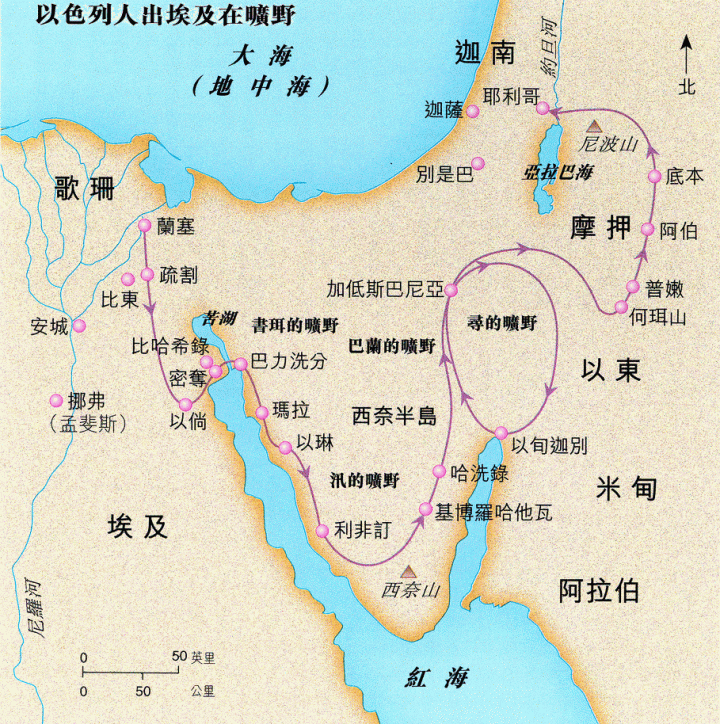 以色列人出埃及在曠野
大海
（地中海）
迦南
約旦河
北
迦薩
耶利哥
尼波山
別是巴
亞拉巴海
底本
歌珊
蘭塞
摩押
阿伯
疏割
比東
加低斯巴尼亞
普嫩
何珥山
安城
苦湖
書珥的曠野
尋的曠野
比哈希錄
巴蘭的曠野
密奪
巴力洗分
以東
挪弗
（孟斐斯）
以倘
瑪拉
西奈半島
以琳
以旬迦別
汛的曠野
哈洗錄
米甸
埃及
利非訂
基博羅哈他瓦
西奈山
阿拉伯
尼羅河
0 50 英里
0 50 公里
紅海